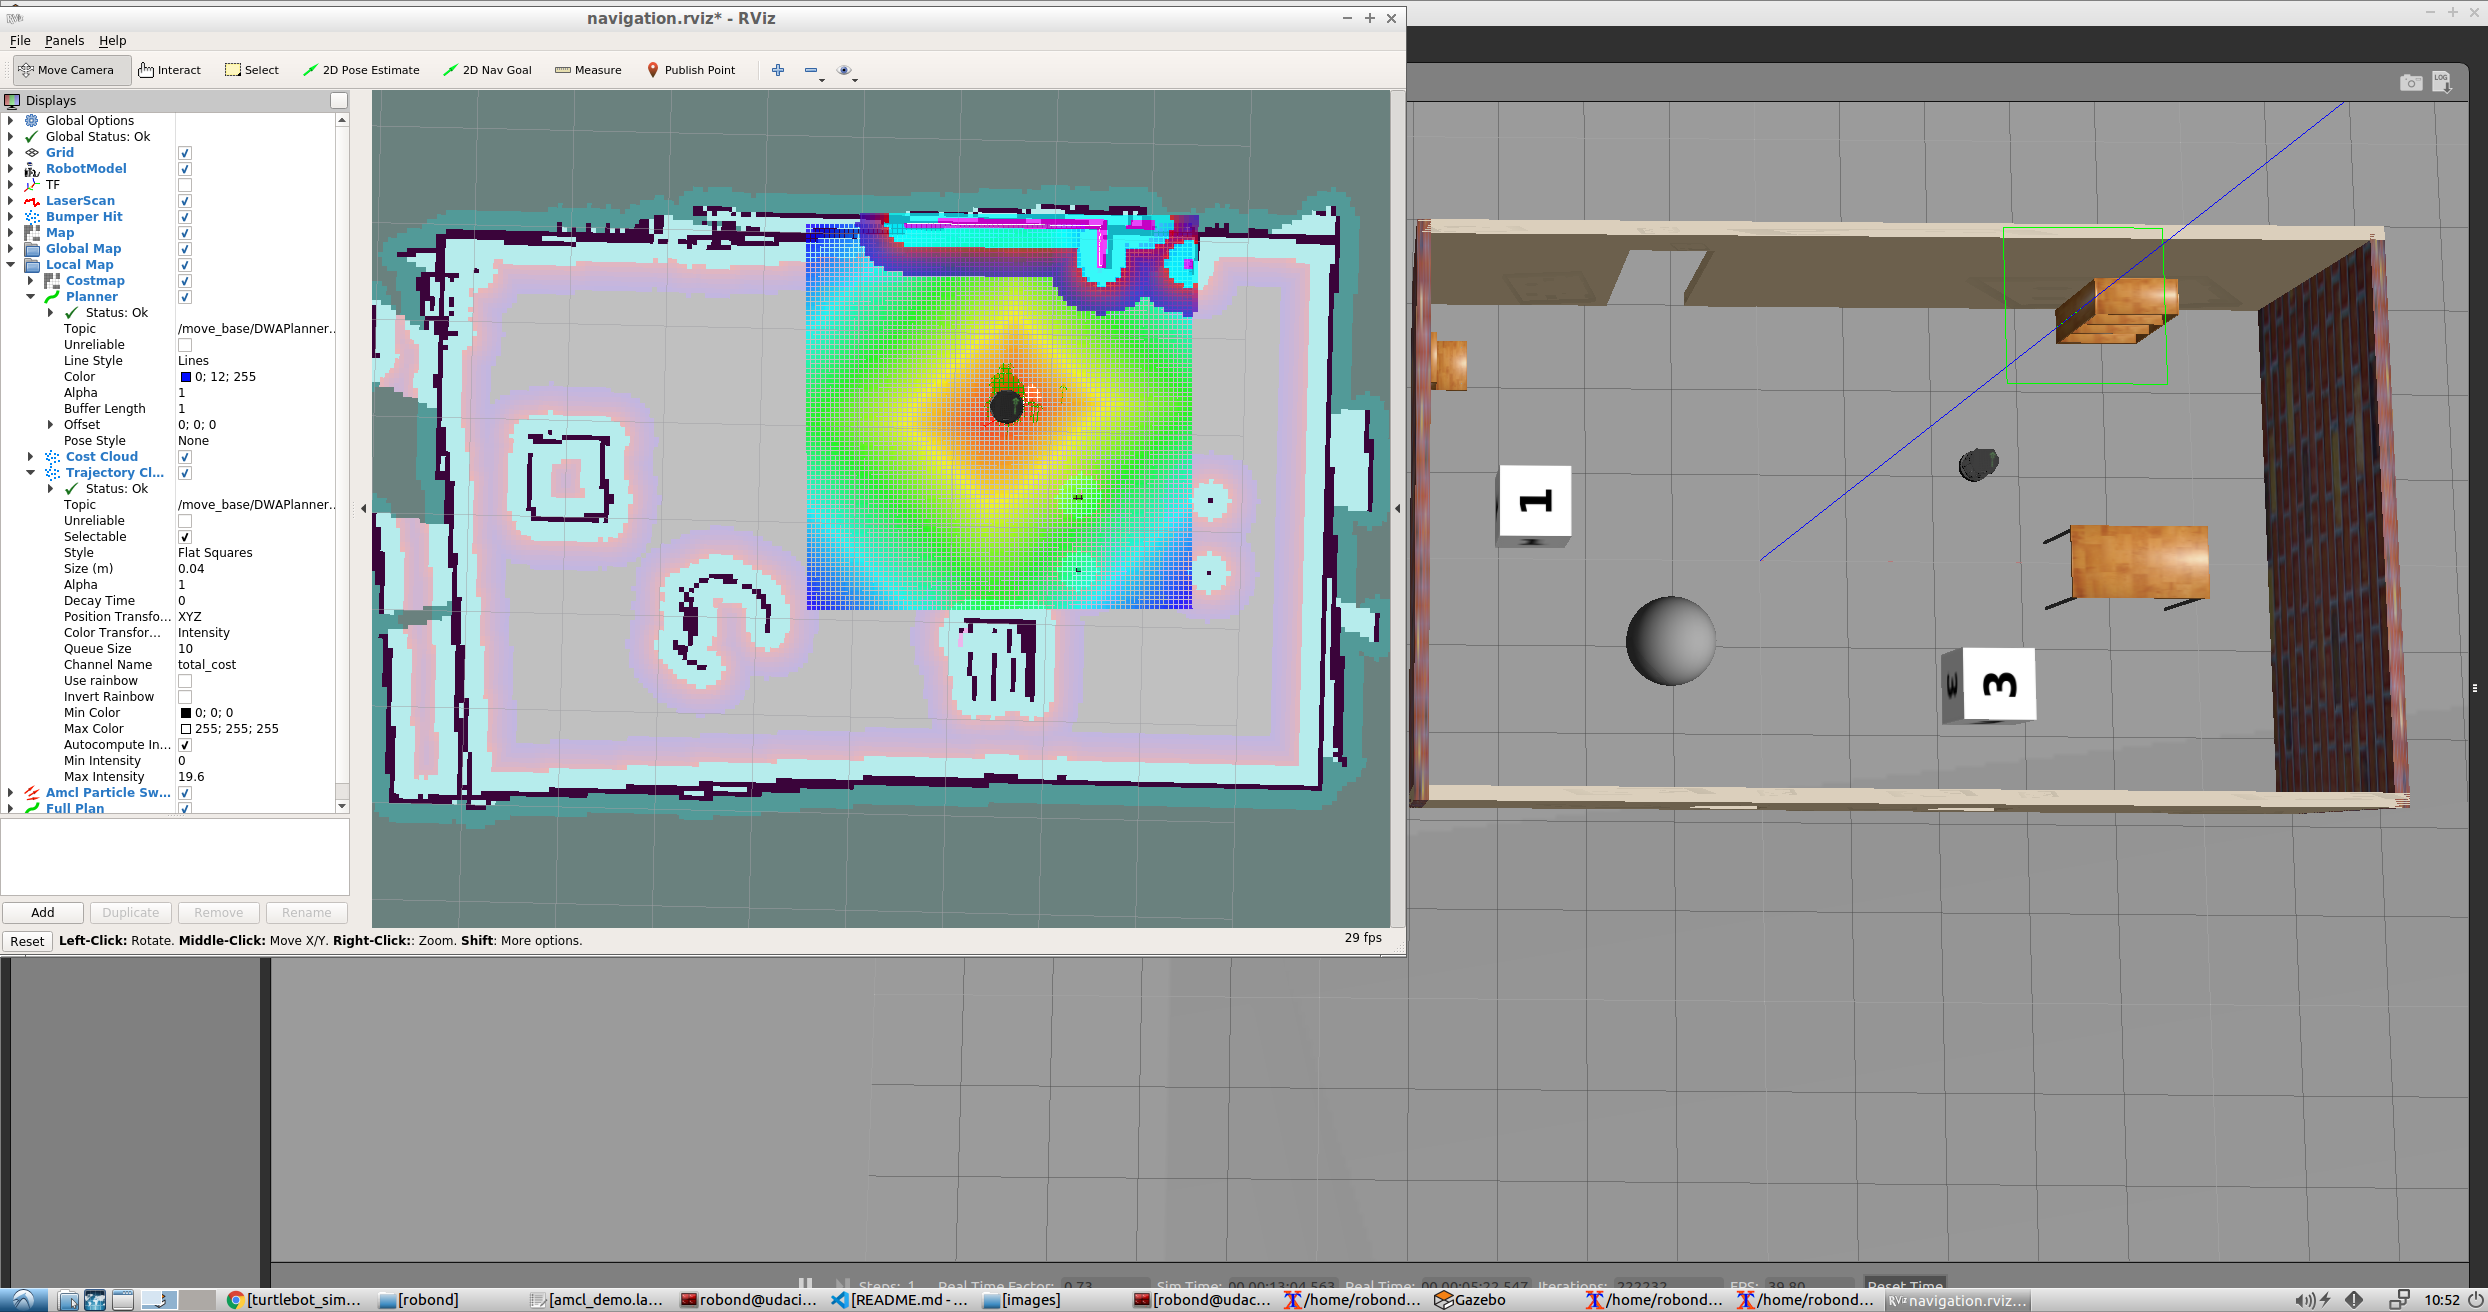 navigation.rviz* - RViz
File Panels Help
Move Camera Interact Select 2D Pose Estimate 2D Nav Goal Measure Publish Point
LOG
Displays
Global Options
Global Status: Ok
Grid
RobotModel
TF
LaserScan
Bumper Hit
Map
Global Map
Local Map
Costmap
Planner
Status: Ok
Topic /move_base/DWAPlanner..
Unreliable
Line Style Lines
Color 0; 12; 255
Alpha 1
Buffer Length 1
Offset 0; 0; 0
Pose Style None
Cost Cloud
Trajectory Cl...
Status: Ok
Topic /move_base/DWAPlanner..
Unreliable
Selectable
Style Flat Squares
Size (m) 0.04
Alpha 1
Decay Time 0
Position Transfo... XYZ
Color Transfor... Intensity
Queue Size 10
Channel Name total_cost
Use rainbow
Invert Rainbow
Min Color 0; 0; 0
Max Color 255; 255; 255
Autocompute In...
Min Intensity 0
Max Intensity 19.6
Amcl Particle Sw...
Full Plan
1
3
3
Add Duplicate Remove Rename
Reset Left-Click: Rotate. Middle-Click: Move X/Y. Right-Click:: Zoom. Shift: More options. 29 fps
Steps: 1 Real Time Factor: 0.73 Sim Time: 00 00:13:04.563 Real Time: 00 00:05:22.547 Iterations: 222232 FPS: 39.80 Reset Time
[turtlebot_sim... [robond] [amcl_demo.la... robond@udaci... [README.md -... [images] [robond@udac... /home/robond... Gazebo /home/robond... /home/robond... navigation.rviz... 10:52